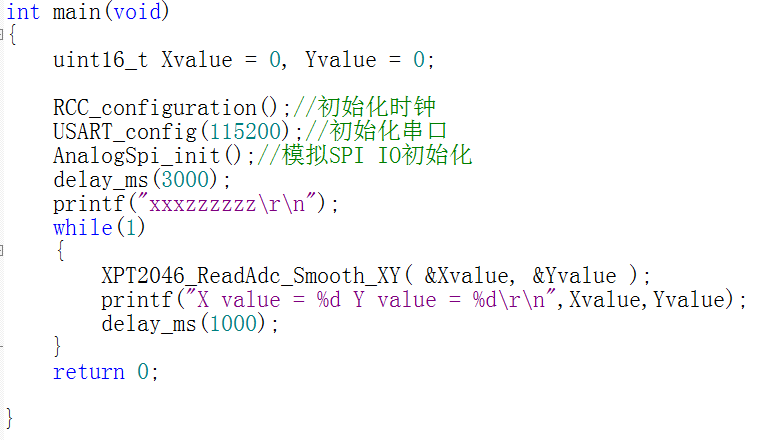 int main(void)
{
    uint16_t Xvalue = 0, Yvalue = 0;
    RCC_configuration();//初始化时钟
    USART_config(115200);//初始化串口
    AnalogSpi_init();//模拟SPI IO初始化
    delay_ms(3000);
    printf("xxxzzzzzz\r\n");
    while(1)
    {
        XPT2046_ReadAdc_Smooth_XY( &Xvalue, &Yvalue );
        printf("X value = %d Y value = %d\r\n",Xvalue,Yvalue);
        delay_ms(1000);
    }
    return 0;
}